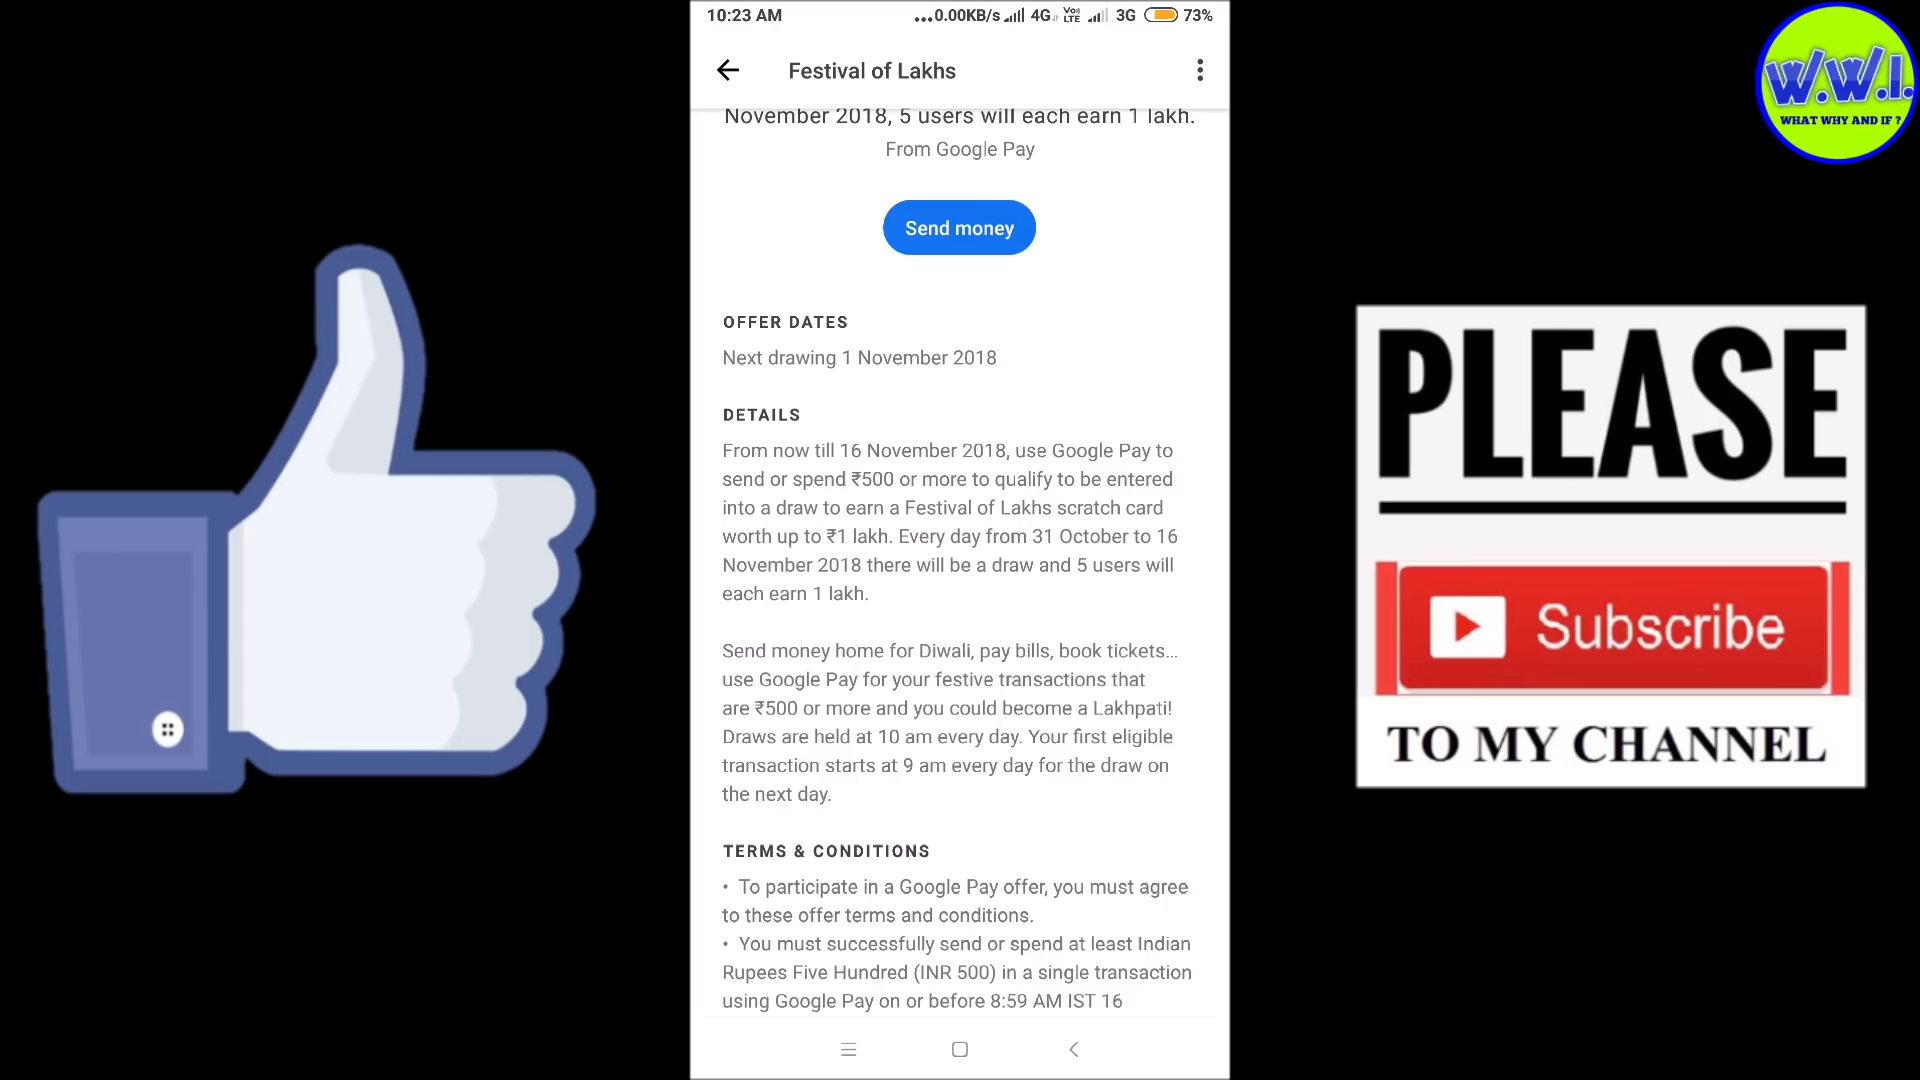 10:23 AM
...0.00KB/s 4G VoLTE 3G 73%
Festival of Lakhs
November 2018, 5 users will each earn 1 lakh.
From Google Pay
Send money
OFFER DATES
Next drawing 1 November 2018
DETAILS
From now till 16 November 2018, use Google Pay to
send or spend ₹500 or more to qualify to be entered
into a draw to earn a Festival of Lakhs scratch card
worth up to ₹1 lakh. Every day from 31 October to 16
November 2018 there will be a draw and 5 users will
each earn 1 lakh.
Send money home for Diwali, pay bills, book tickets...
use Google Pay for your festive transactions that
are ₹500 or more and you could become a Lakhpati!
Draws are held at 10 am every day. Your first eligible
transaction starts at 9 am every day for the draw on
the next day.
TERMS & CONDITIONS
• To participate in a Google Pay offer, you must agree
to these offer terms and conditions.
• You must successfully send or spend at least Indian
Rupees Five Hundred (INR 500) in a single transaction
using Google Pay on or before 8:59 AM IST 16
W.W.I.
WHAT WHY AND IF ?
PLEASE
Subscribe
TO MY CHANNEL